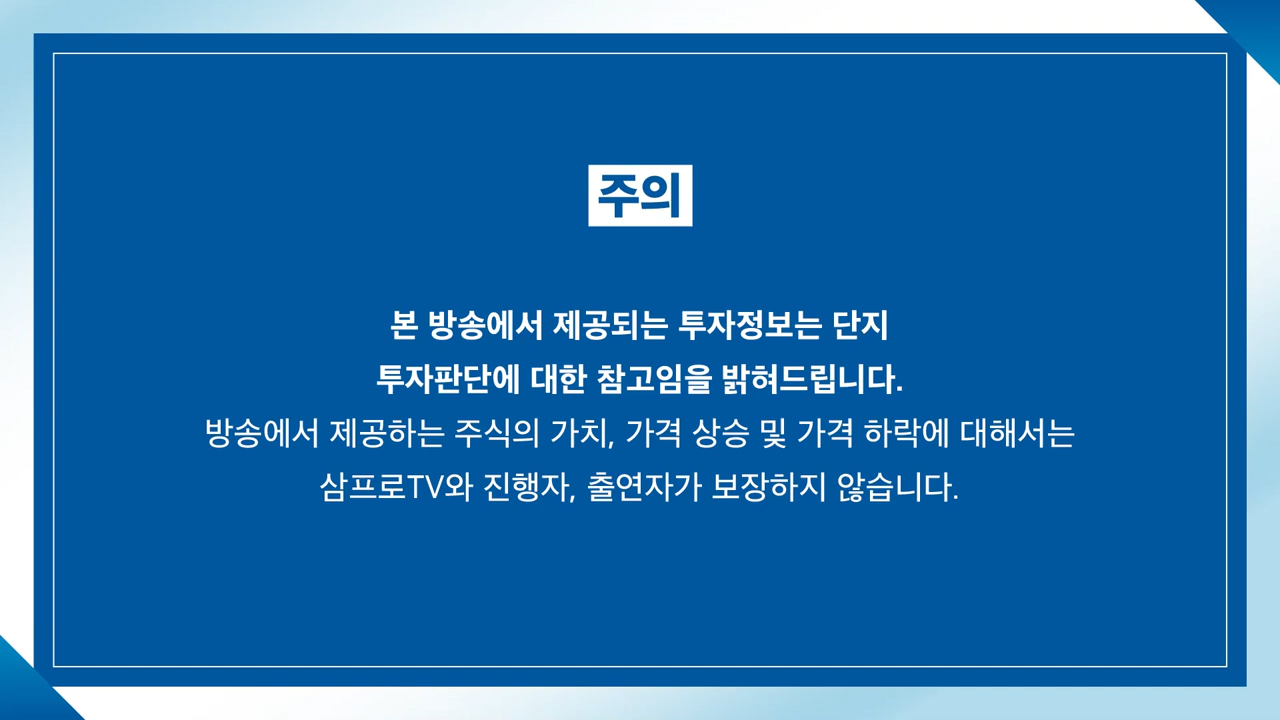 주의
본 방송에서 제공되는 투자정보는 단지
투자판단에 대한 참고임을 밝혀드립니다.
방송에서 제공하는 주식의 가치, 가격 상승 및 가격 하락에 대해서는
삼프로TV와 진행자, 출연자가 보장하지 않습니다.